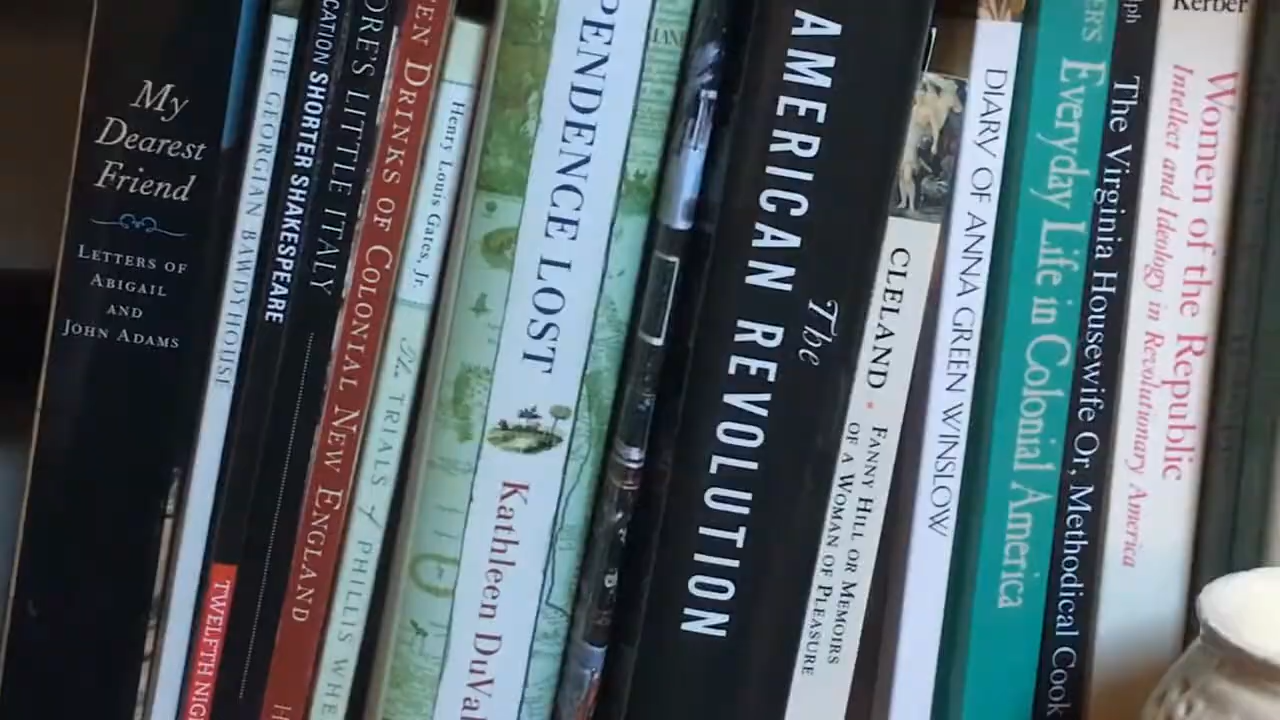 My
Dearest
Friend
LETTERS OF
ABIGAIL
AND
JOHN ADAMS
THE GEORGIAN BAWDYHOUSE
CATION SHORTER SHAKESPEARE
TWELFTH NIG
ORE'S LITTLE ITALY
EN DRINKS OF COLONIAL NEW ENGLAND
Henry Louis Gates, Jr.
The TRIALS of PHILLIS WHE
PENDENCE LOST
Kathleen DuVal
The
AMERICAN REVOLUTION
CLELAND • FANNY HILL OR MEMOIRS
OF A WOMAN OF PLEASURE
DIARY OF ANNA GREEN WINSLOW
ER'S Everyday Life in Colonial America
lph
The Virginia Housewife Or, Methodical Cook
Kerber
Women of the Republic
Intellect and Ideology in Revolutionary America